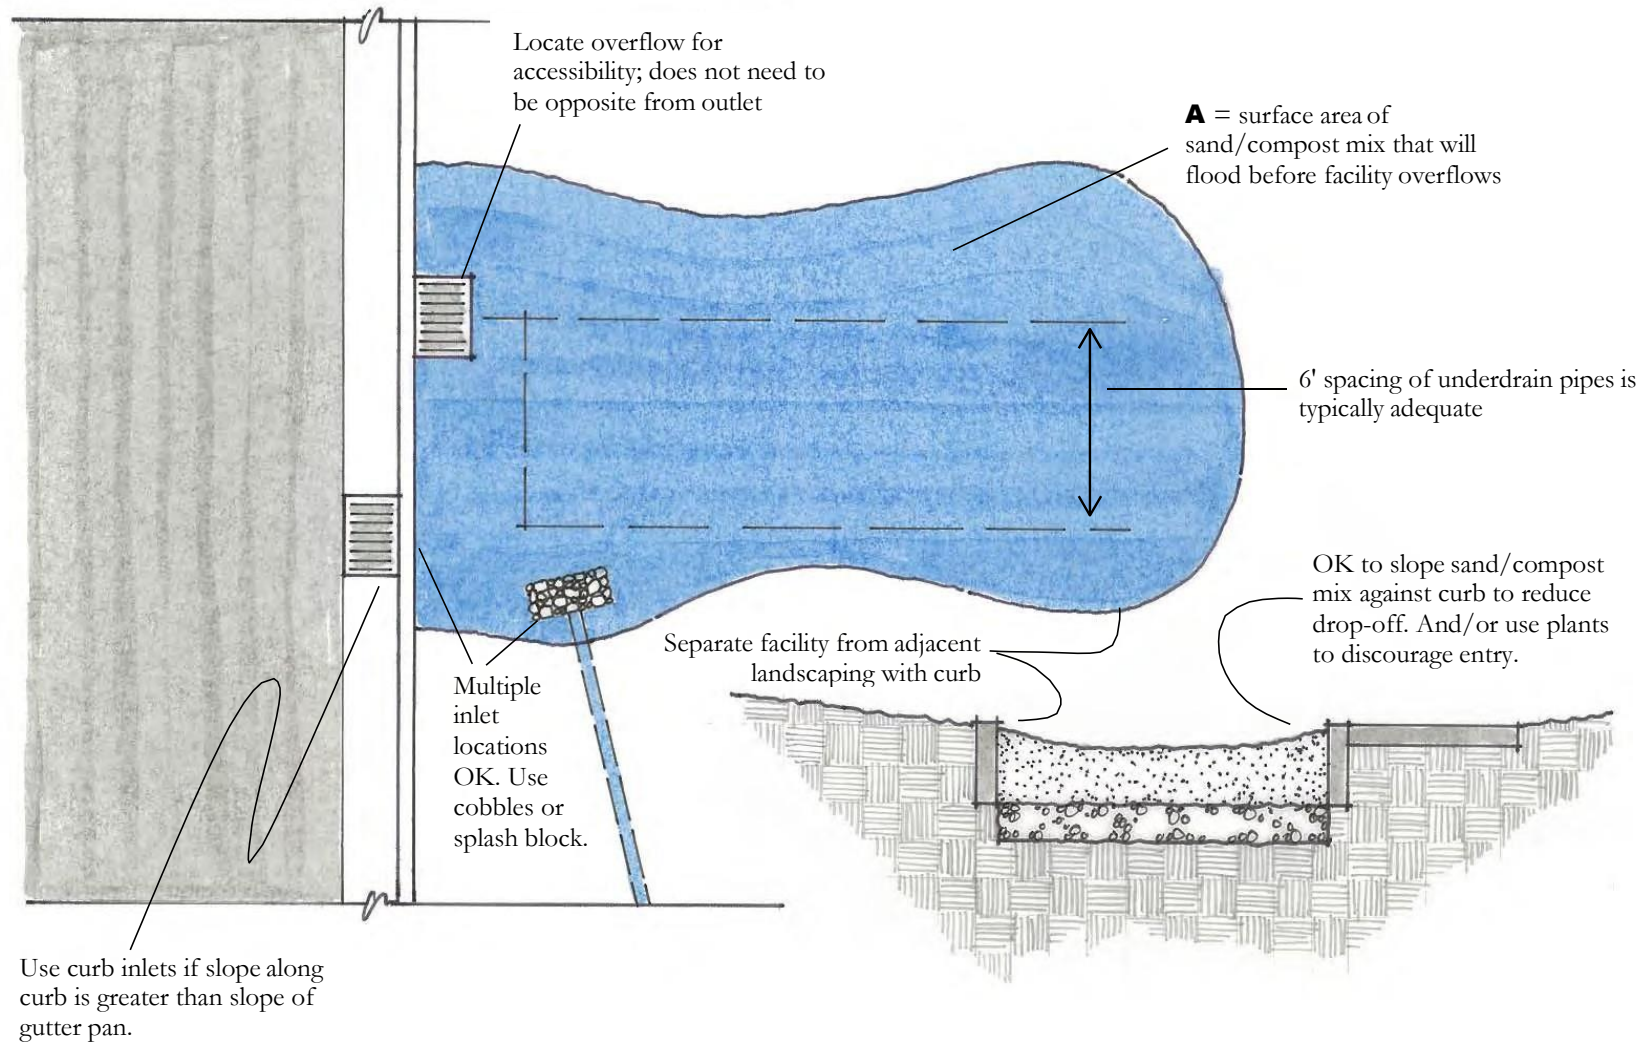 Locate overflow for
accessibility; does not need to
be opposite from outlet
A = surface area of
sand/compost mix that will
flood before facility overflows
6' spacing of underdrain pipes is
typically adequate
OK to slope sand/compost
mix against curb to reduce
drop-off. And/or use plants
to discourage entry.
Separate facility from adjacent
landscaping with curb
Multiple
inlet
locations
OK. Use
cobbles or
splash block.
Use curb inlets if slope along
curb is greater than slope of
gutter pan.